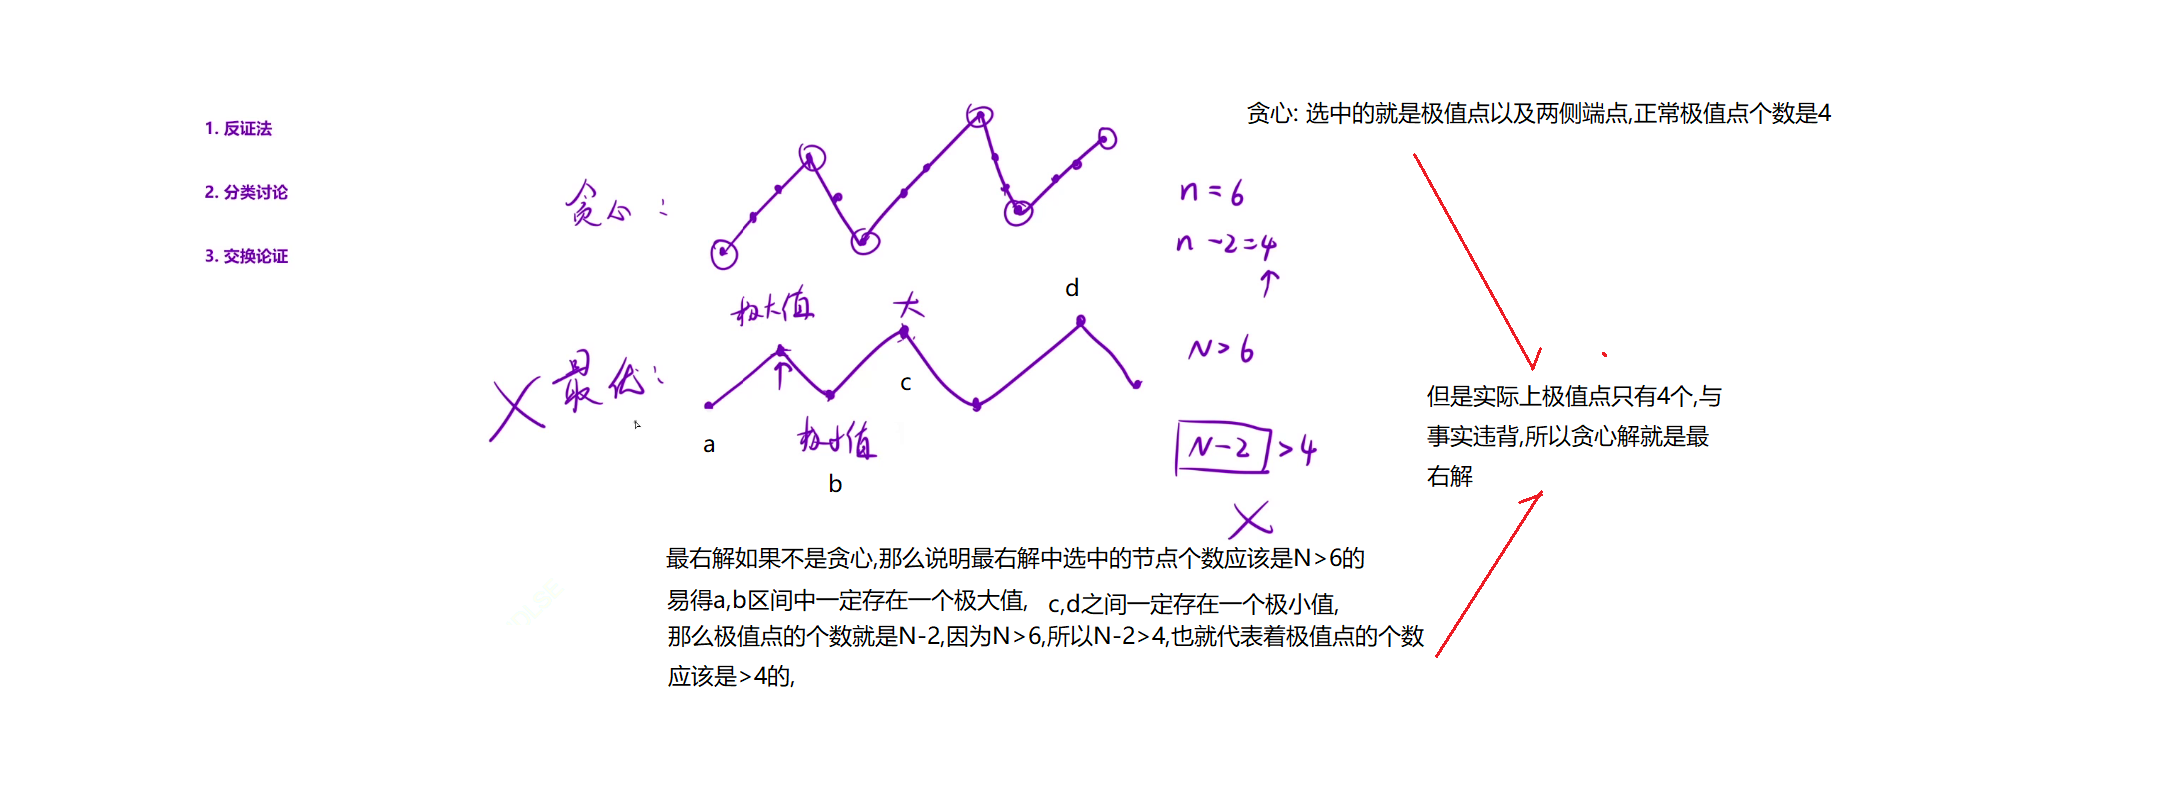 1. 反证法
2. 分类讨论
3. 交换论证
贪心: 选中的就是极值点以及两侧端点,正常极值点个数是4
贪心:
n=6
n-2=4
极大值
大
d
N>6
X 最优:
c
a
极小值
b
N-2 >4
X
但是实际上极值点只有4个,与
事实违背,所以贪心解就是最
右解
最右解如果不是贪心,那么说明最右解中选中的节点个数应该是N>6的
易得a,b区间中一定存在一个极大值, c,d之间一定存在一个极小值,
那么极值点的个数就是N-2,因为N>6,所以N-2>4,也就代表着极值点的个数
应该是>4的,